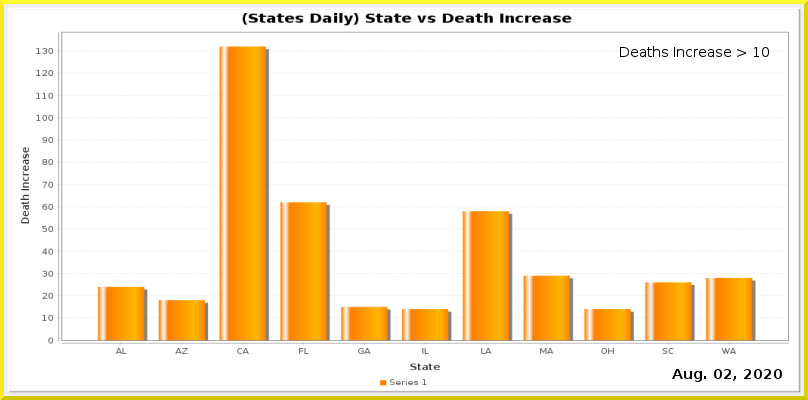 (States Daily) State vs Death Increase
Deaths Increase > 10
Death Increase
130
120
110
100
90
80
70
60
50
40
30
20
10
0
AL AZ CA FL GA IL LA MA OH SC WA
State
Series 1
Aug. 02, 2020